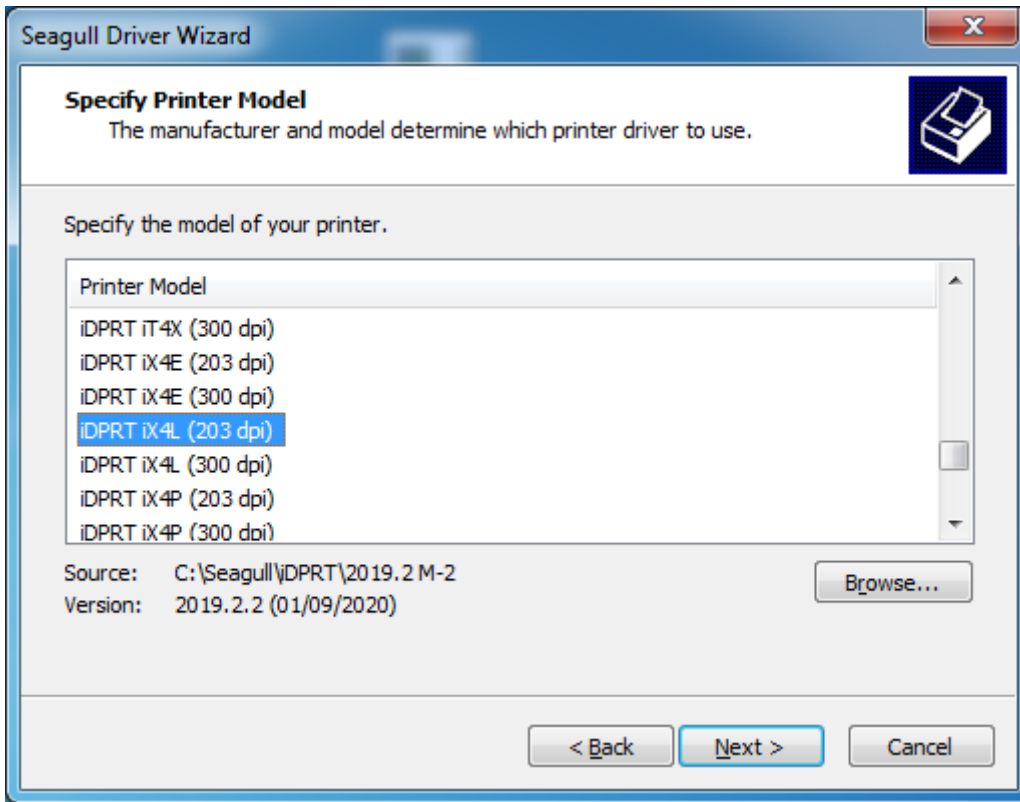 Seagull Driver Wizard
Specify Printer Model
The manufacturer and model determine which printer driver to use.
Specify the model of your printer.
Printer Model
iDPRT iT4X (300 dpi)
iDPRT iX4E (203 dpi)
iDPRT iX4E (300 dpi)
iDPRT iX4L (203 dpi)
iDPRT iX4L (300 dpi)
iDPRT iX4P (203 dpi)
iDPRT iX4P (300 dpi)
Source: C:\Seagull\iDPRT\2019.2 M-2
Browse...
Version: 2019.2.2 (01/09/2020)
< Back Next > Cancel